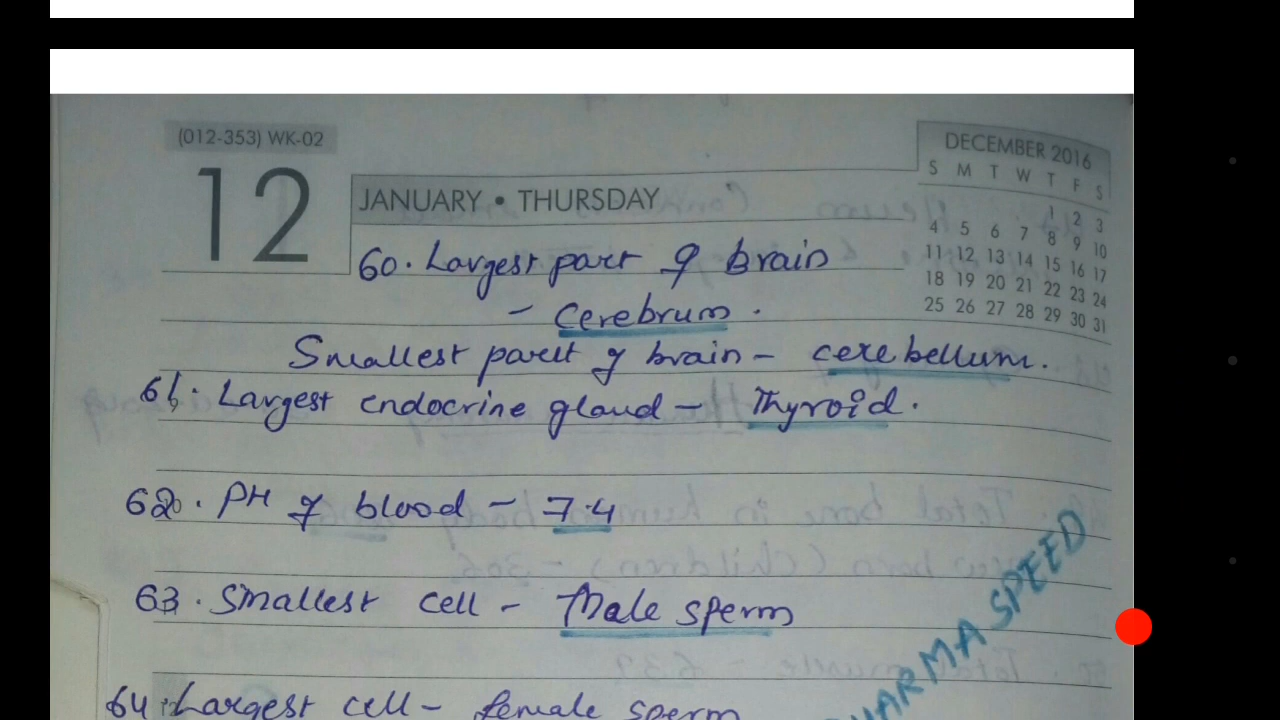 (012-353) WK-02
12
JANUARY • THURSDAY
DECEMBER 2016
S M T W T F S
1 2 3
4 5 6 7 8 9 10
11 12 13 14 15 16 17
18 19 20 21 22 23 24
25 26 27 28 29 30 31
60. Largest part of brain
- Cerebrum.
Smallest part of brain - cerebellum.
61. Largest endocrine gland - Thyroid.
62. PH of blood - 7.4
63. Smallest cell - Male sperm
64. Largest cell - female sperm
PHARMA SPEED